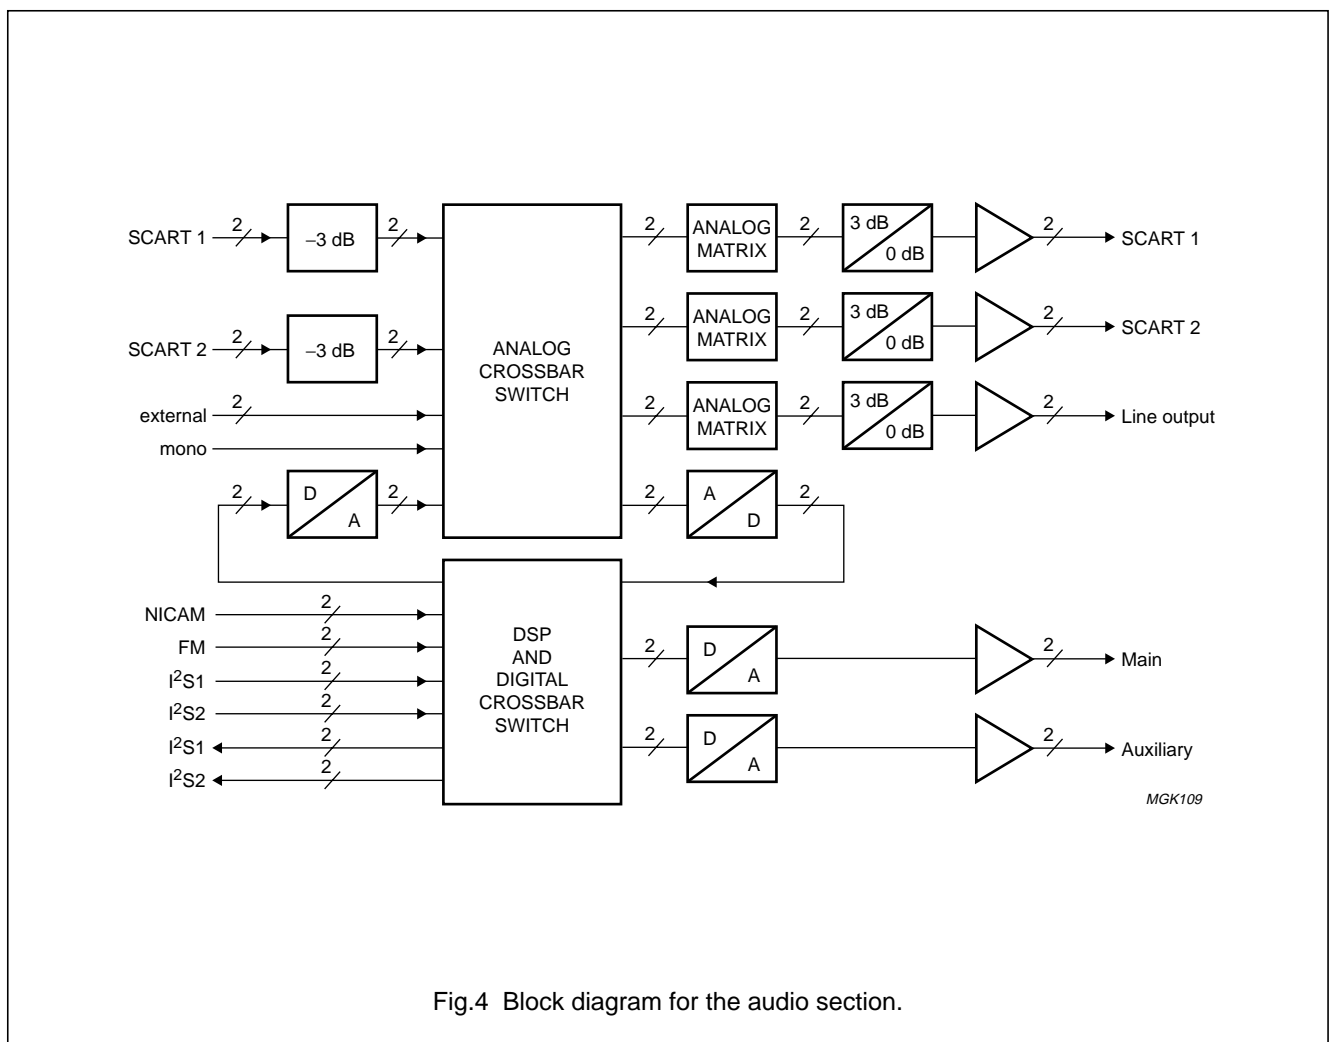 SCART 1
2
−3 dB
2
2
ANALOG
MATRIX
2
3 dB
0 dB
2
SCART 1
SCART 2
2
−3 dB
2
ANALOG
CROSSBAR
SWITCH
2
ANALOG
MATRIX
2
3 dB
0 dB
2
SCART 2
external
2
mono
2
ANALOG
MATRIX
2
3 dB
0 dB
2
Line output
2
D
A
2
2
A
D
2
NICAM
2
FM
2
I²S1
2
I²S2
2
I²S1
2
I²S2
2
DSP
AND
DIGITAL
CROSSBAR
SWITCH
2
D
A
2
Main
2
D
A
2
Auxiliary
MGK109
Fig.4 Block diagram for the audio section.